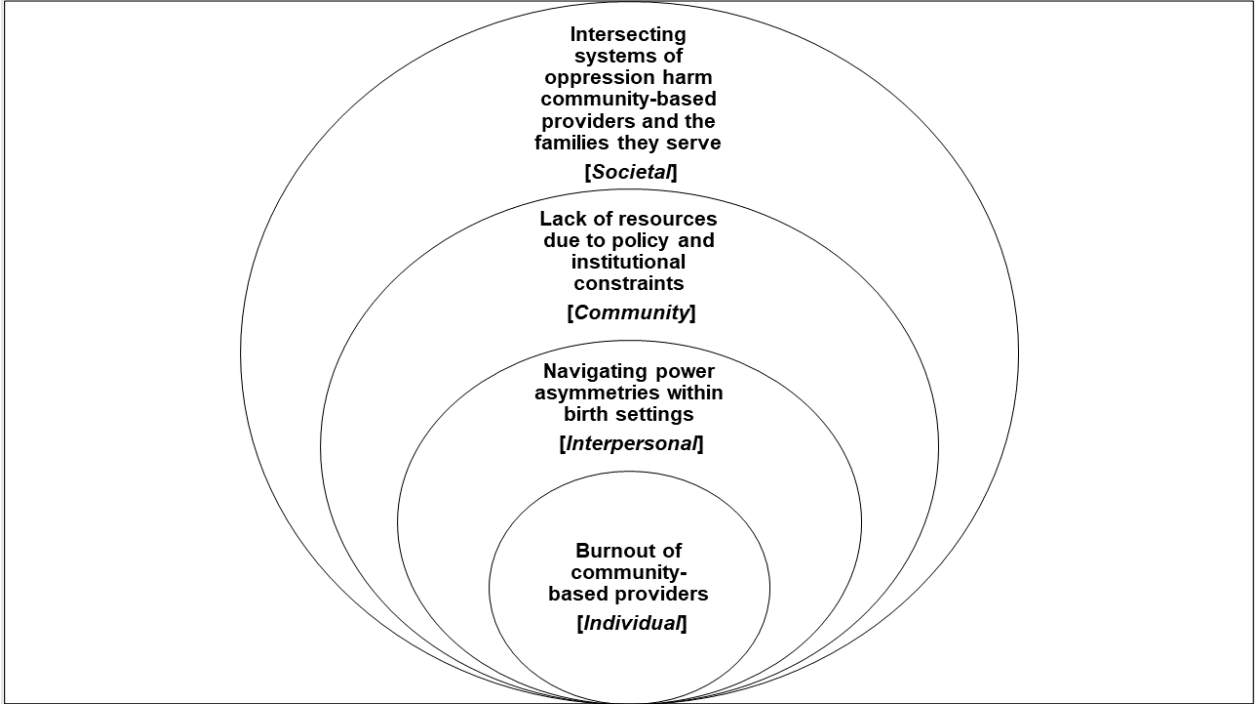 Intersecting
systems of
oppression harm
community-based
providers and the
families they serve
[Societal]
Lack of resources
due to policy and
institutional
constraints
[Community]
Navigating power
asymmetries within
birth settings
[Interpersonal]
Burnout of
community-
based providers
[Individual]